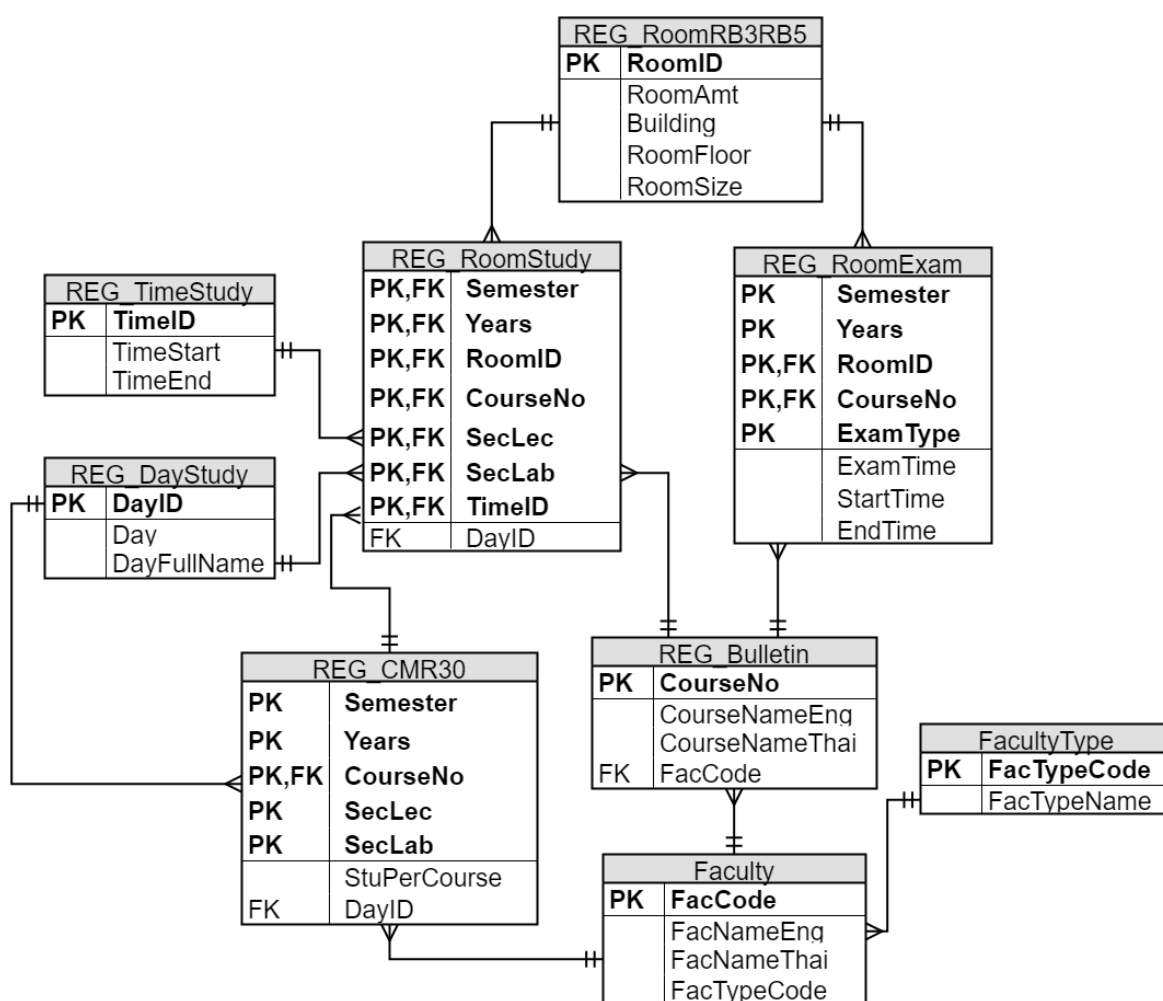 REG_RoomRB3RB5
PK RoomID
RoomAmt
Building
RoomFloor
RoomSize
REG_RoomStudy
PK,FK Semester
PK,FK Years
PK,FK RoomID
PK,FK CourseNo
PK,FK SecLec
PK,FK SecLab
PK,FK TimeID
FK DayID
REG_RoomExam
PK Semester
PK Years
PK,FK RoomID
PK,FK CourseNo
PK ExamType
ExamTime
StartTime
EndTime
REG_TimeStudy
PK TimeID
TimeStart
TimeEnd
REG_DayStudy
PK DayID
Day
DayFullName
REG_CMR30
PK Semester
PK Years
PK,FK CourseNo
PK SecLec
PK SecLab
StuPerCourse
FK DayID
REG_Bulletin
PK CourseNo
CourseNameEng
CourseNameThai
FK FacCode
FacultyType
PK FacTypeCode
FacTypeName
Faculty
PK FacCode
FacNameEng
FacNameThai
FacTypeCode